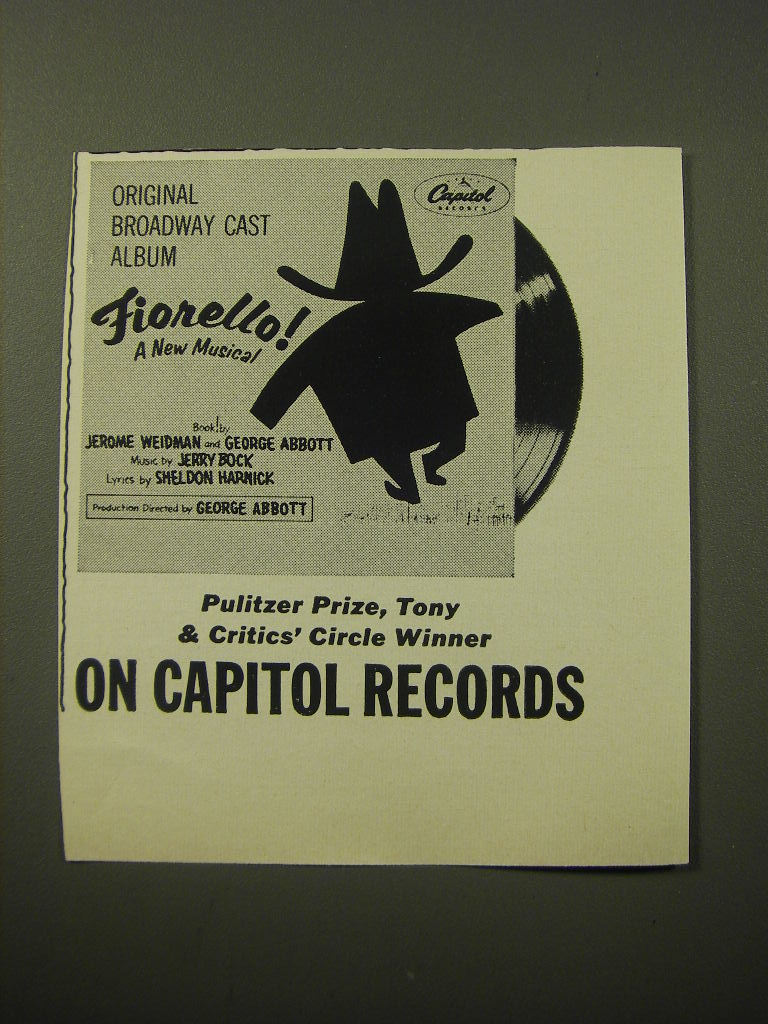 ORIGINAL
BROADWAY CAST
ALBUM
Capitol
RECORDS
Fiorello!
A New Musical
Book by
JEROME WEIDMAN and GEORGE ABBOTT
Music by JERRY BOCK
Lyrics by SHELDON HARNICK
Production Directed by GEORGE ABBOTT
Pulitzer Prize, Tony
& Critics' Circle Winner
ON CAPITOL RECORDS